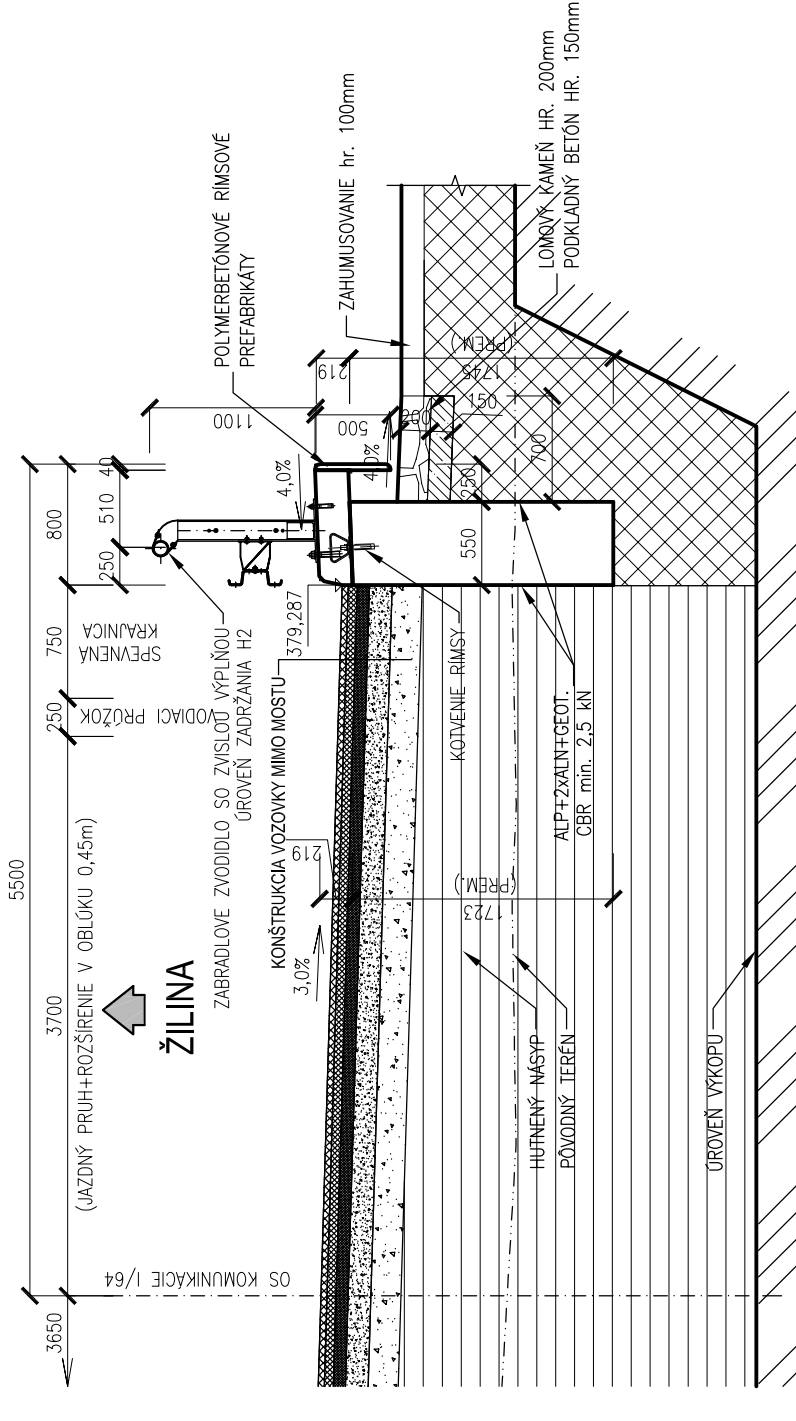 5500
3650
3700
250
750
800
(JAZDNÝ PRUH+ROZŠÍRENIE V OBLÚKU 0,45m)
250
510
40
ŽILINA
OS KOMUNIKÁCIE I/64
VODIACI PRÚŽOK
SPEVNENÁ
KRAJNICA
ZABRADLOVE ZVODIDLO SO ZVISLOU VÝPLŇOU
ÚROVEŇ ZADRŽANIA H2
KONŠTRUKCIA VOZOVKY MIMO MOSTU
379,287
3,0%
219
1723
(PREM.)
4,0%
4,0%
1100
500
219
1745
(PREM.)
POLYMERBETÓNOVÉ RÍMSOVÉ
PREFABRIKÁTY
ZAHUMUSOVANIE hr. 100mm
200
150
250
550
700
KOTVENIE RÍMSY
LOMOVÝ KAMEŇ HR. 200mm
PODKLADNÝ BETÓN HR. 150mm
ALP+2xALN+GEOT.
CBR min. 2,5 kN
HUTNENÝ NÁSYP
PÔVODNÝ TERÉN
ÚROVEŇ VÝKOPU